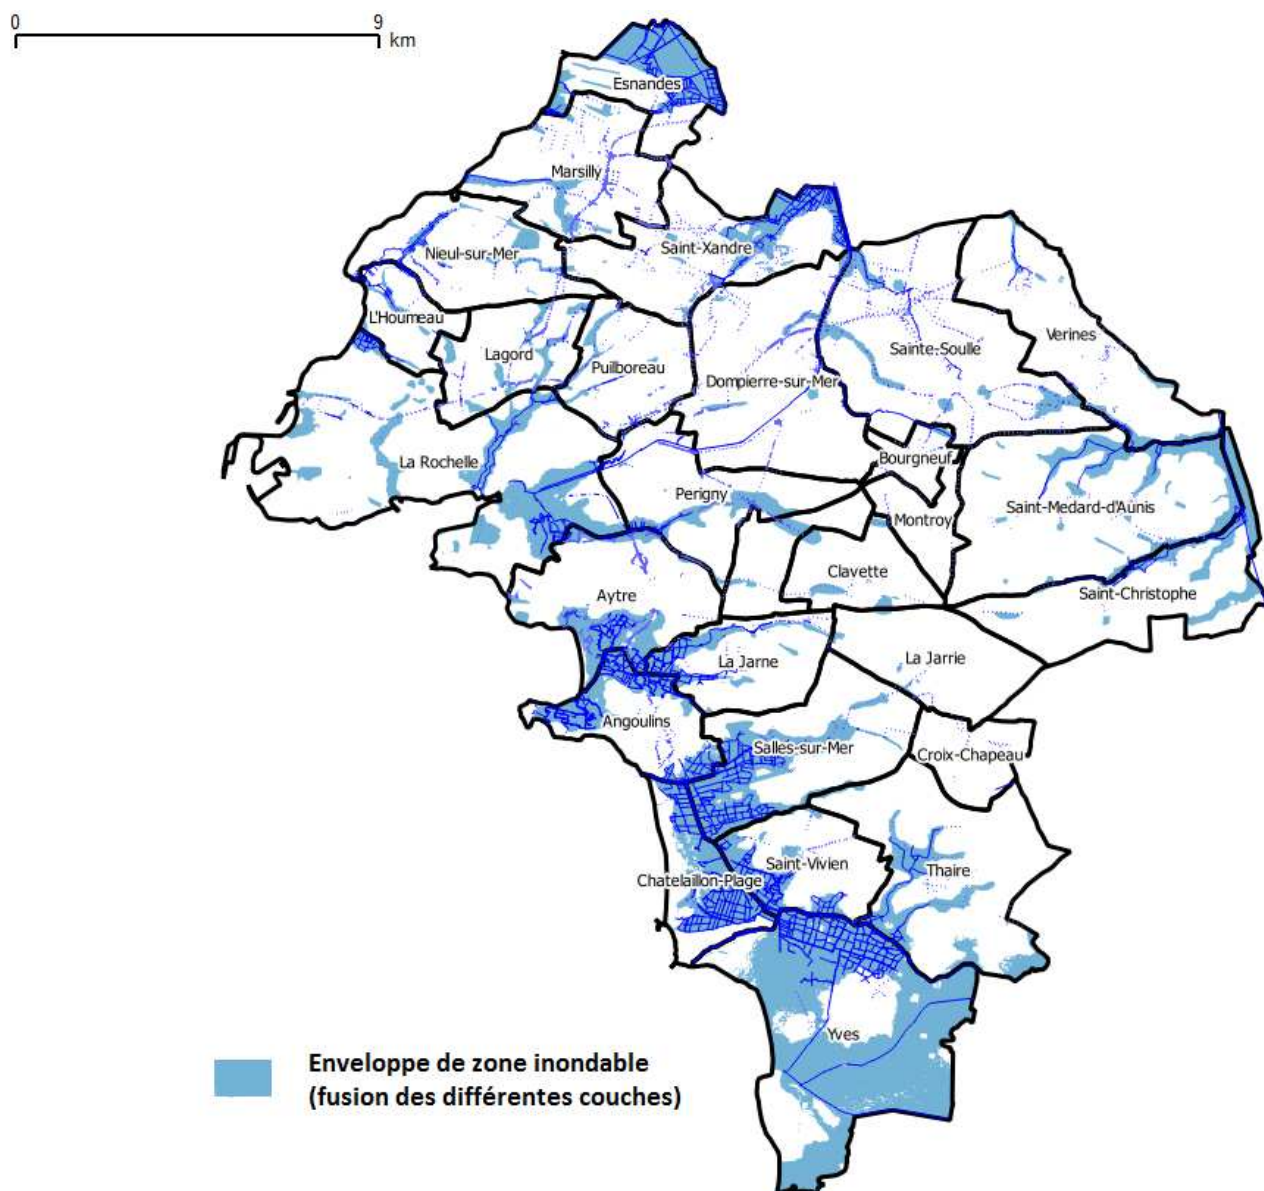 0 9
km
Esnandes
Marsilly
Saint-Xandre
Nieul-sur-Mer
L'Houmeau
Lagord
Puilboreau
Verines
Sainte-Soulle
Dompierre-sur-Mer
La Rochelle
Bourgneuf
Perigny
Saint-Medard-d'Aunis
Montroy
Clavette
Saint-Christophe
Aytre
La Jarne
La Jarrie
Angoulins
Salles-sur-Mer
Croix-Chapeau
Saint-Vivien
Thaire
Chatelaillon-Plage
Yves
Enveloppe de zone inondable
(fusion des différentes couches)